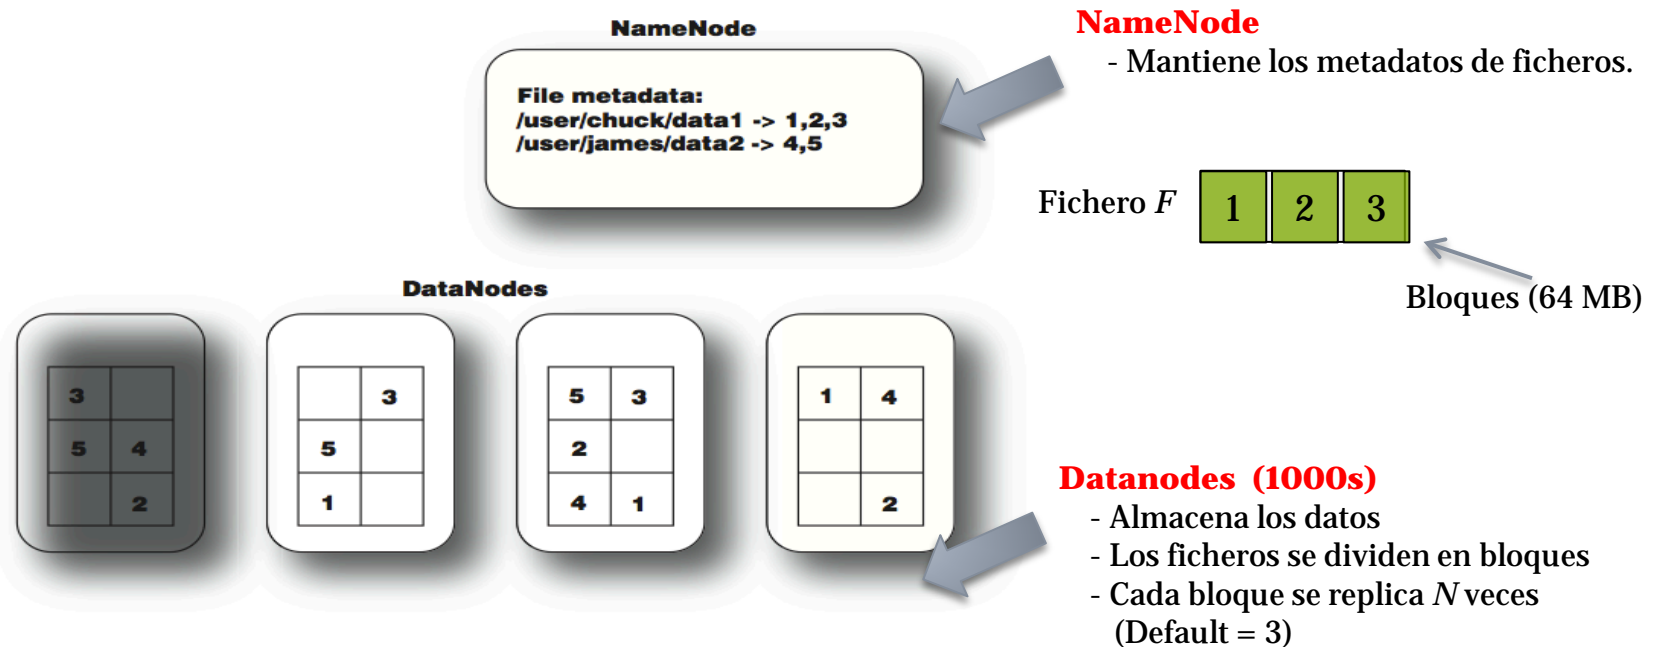 NameNode
File metadata:
/user/chuck/data1 -> 1,2,3
/user/james/data2 -> 4,5
NameNode
- Mantiene los metadatos de ficheros.
Fichero F 1 2 3
Bloques (64 MB)
DataNodes
3
5 4
2
3
5
1
5 3
2
4 1
1 4
2
Datanodes (1000s)
- Almacena los datos
- Los ficheros se dividen en bloques
- Cada bloque se replica N veces
(Default = 3)